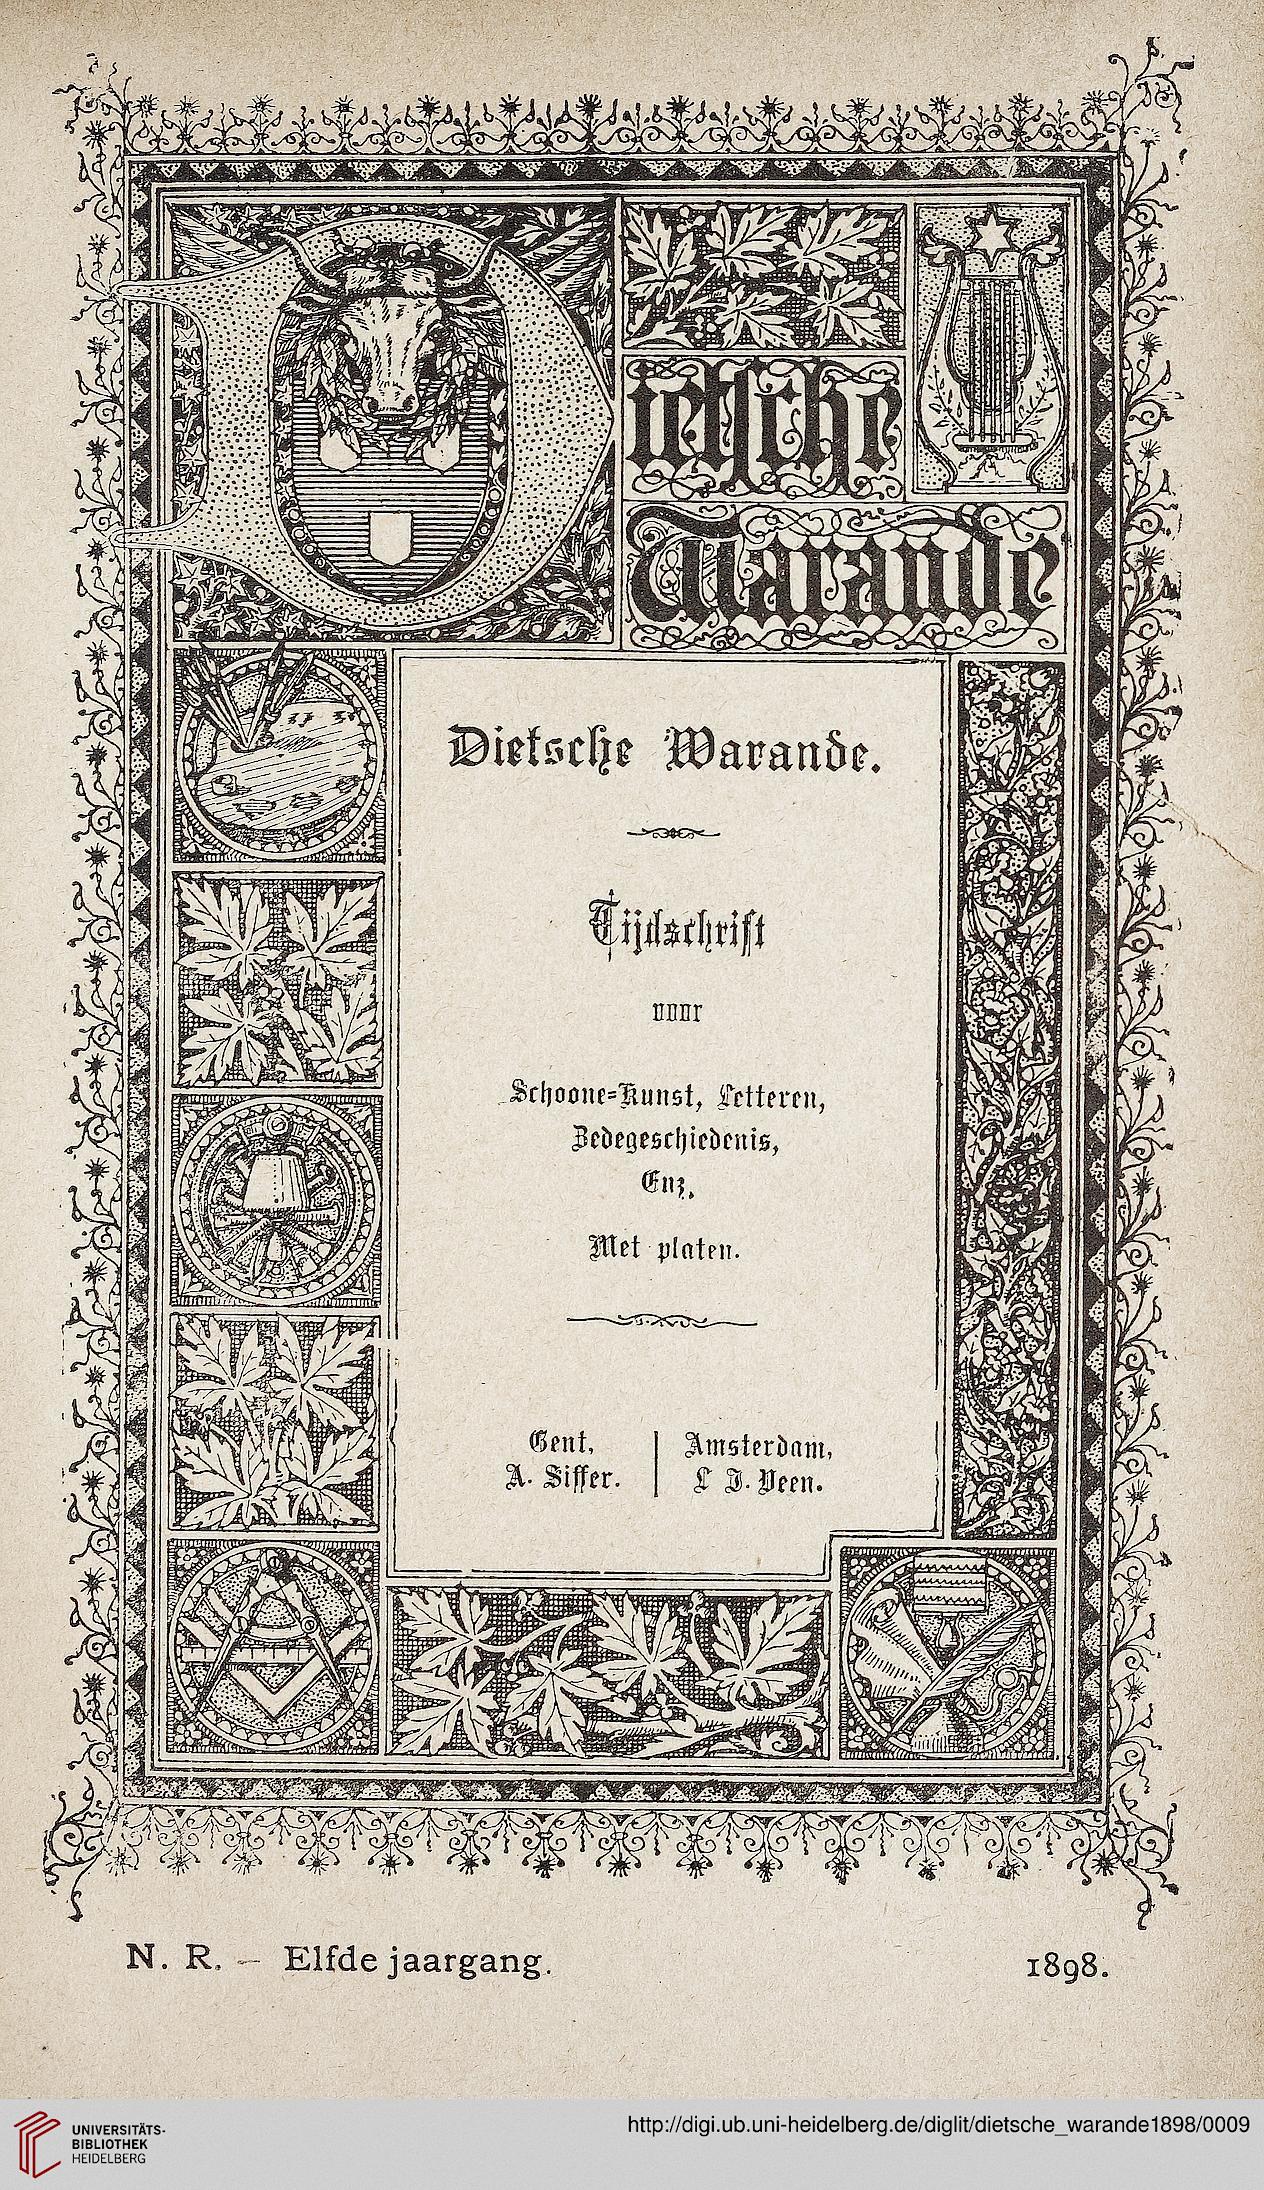 Dietsche
Warande
Dietsche Warande.
Tijdschrift
voor
Schoone=Kunst, Letteren,
Zedegeschiedenis,
Enz,
Met platen.
Gent,
A. Siffer.
Amsterdam,
L J. Veen.
N. R. – Elfde jaargang.
1898.
UNIVERSITÄTS-
BIBLIOTHEK
HEIDELBERG
http://digi.ub.uni-heidelberg.de/diglit/dietsche_warande1898/0009